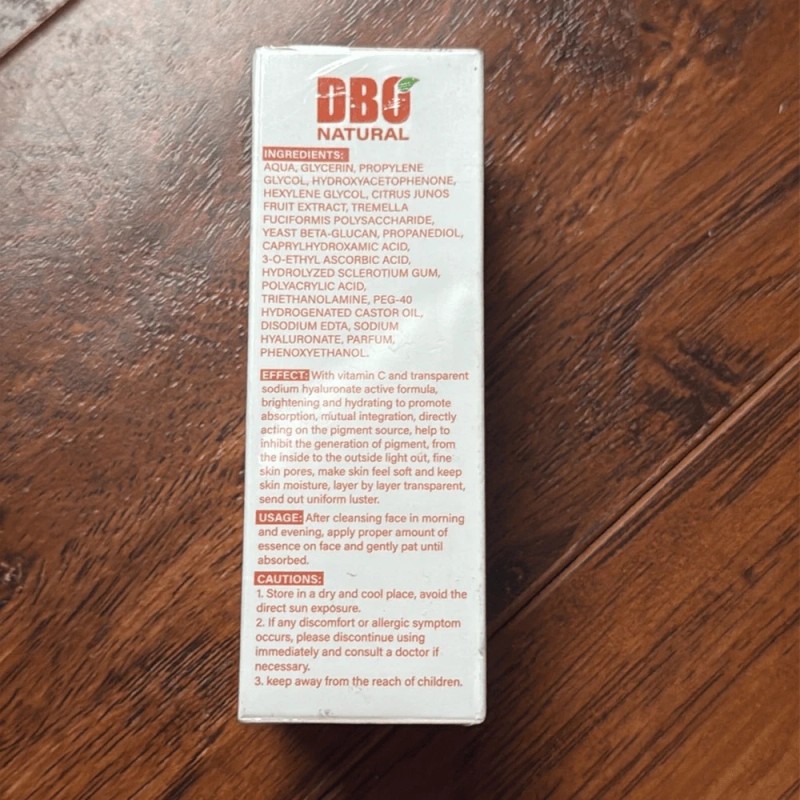 DBO
NATURAL
INGREDIENTS:
AQUA, GLYCERIN, PROPYLENE
GLYCOL, HYDROXYACETOPHENONE,
HEXYLENE GLYCOL, CITRUS JUNOS
FRUIT EXTRACT, TREMELLA
FUCIFORMIS POLYSACCHARIDE,
YEAST BETA-GLUCAN, PROPANEDIOL,
CAPRYLHYDROXAMIC ACID,
3-O-ETHYL ASCORBIC ACID,
HYDROLYZED SCLEROTIUM GUM,
POLYACRYLIC ACID,
TRIETHANOLAMINE, PEG-40
HYDROGENATED CASTOR OIL,
DISODIUM EDTA, SODIUM
HYALURONATE, PARFUM,
PHENOXYETHANOL.
EFFECT: With vitamin C and transparent
sodium hyaluronate active formula,
brightening and hydrating to promote
absorption, mutual integration, directly
acting on the pigment source, help to
inhibit the generation of pigment, from
the inside to the outside light out, fine
skin pores, make skin feel soft and keep
skin moisture, layer by layer transparent,
send out uniform luster.
USAGE: After cleansing face in morning
and evening, apply proper amount of
essence on face and gently pat until
absorbed.
CAUTIONS:
1. Store in a dry and cool place, avoid the
direct sun exposure.
2. If any discomfort or allergic symptom
occurs, please discontinue using
immediately and consult a doctor if
necessary.
3. keep away from the reach of children.